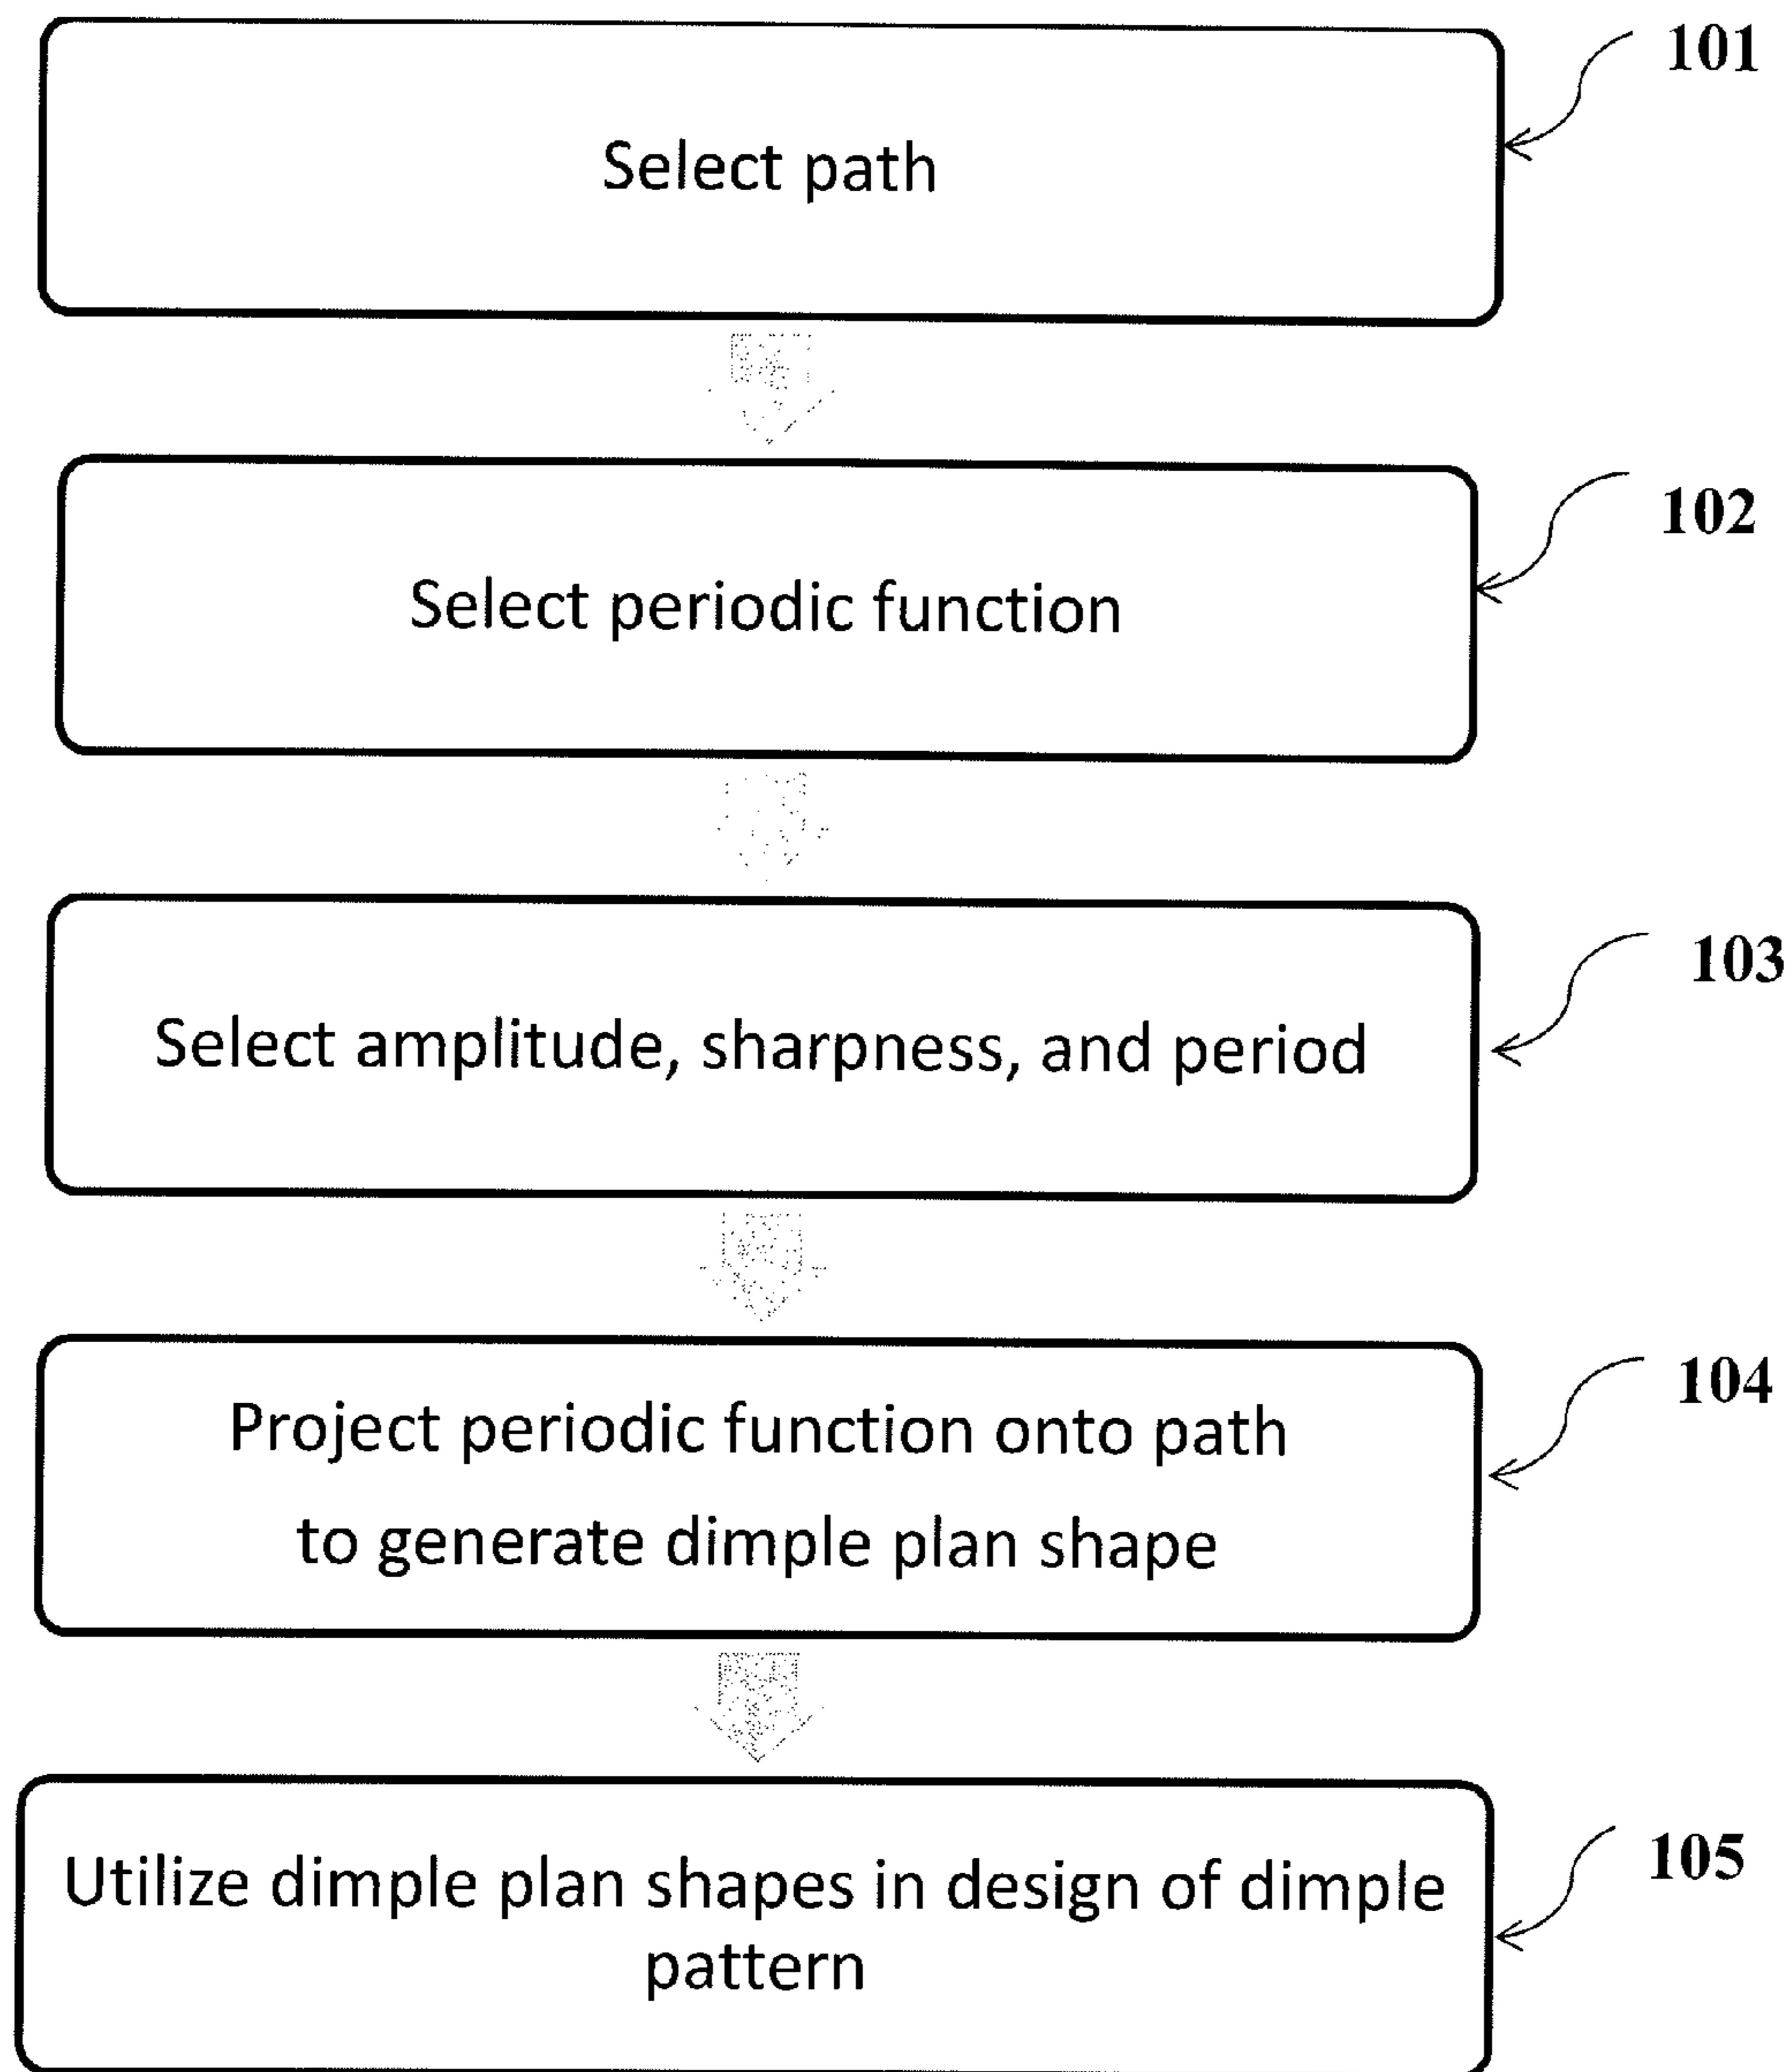 Select path
101
Select periodic function
102
Select amplitude, sharpness, and period
103
Project periodic function onto path
to generate dimple plan shape
104
Utilize dimple plan shapes in design of dimple
pattern
105